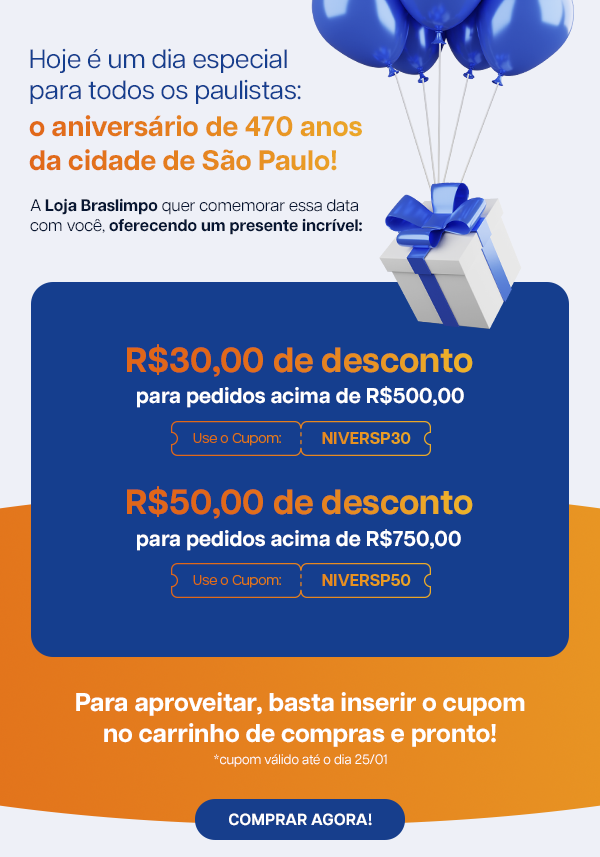 Hoje é um dia especial
para todos os paulistas:
o aniversário de 470 anos
da cidade de São Paulo!
A Loja Braslimpo quer comemorar essa data
com você, oferecendo um presente incrível:
R$30,00 de desconto
para pedidos acima de R$500,00
Use o Cupom: NIVERSP30
R$50,00 de desconto
para pedidos acima de R$750,00
Use o Cupom: NIVERSP50
Para aproveitar, basta inserir o cupom
no carrinho de compras e pronto!
*cupom válido até o dia 25/01
COMPRAR AGORA!